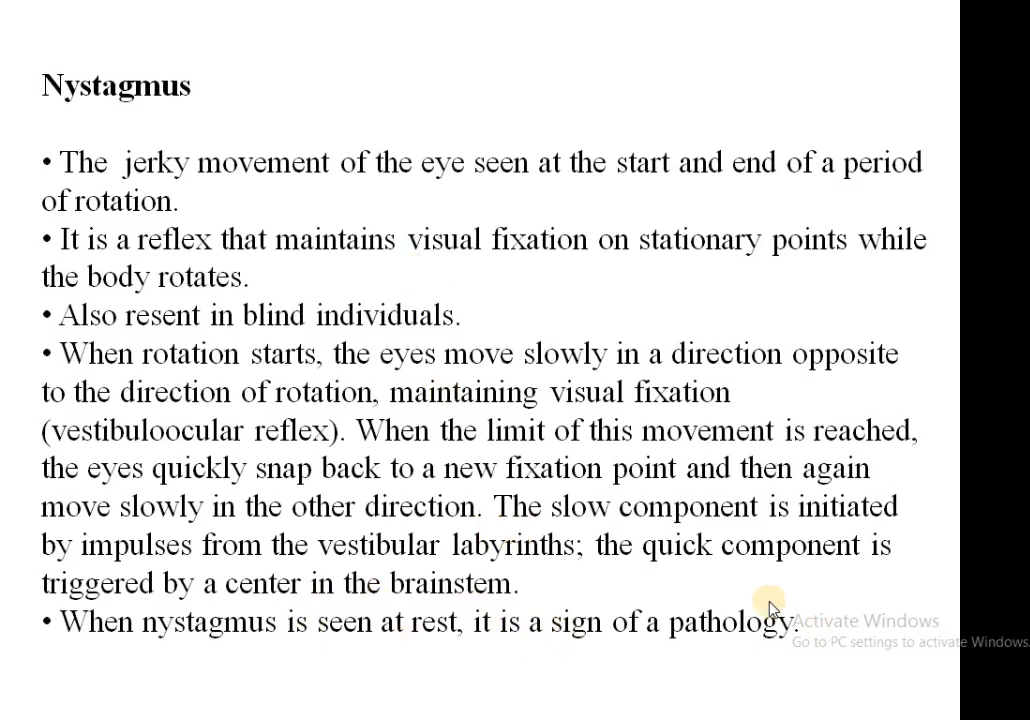 Nystagmus
• The jerky movement of the eye seen at the start and end of a period
of rotation.
• It is a reflex that maintains visual fixation on stationary points while
the body rotates.
• Also resent in blind individuals.
• When rotation starts, the eyes move slowly in a direction opposite
to the direction of rotation, maintaining visual fixation
(vestibuloocular reflex). When the limit of this movement is reached,
the eyes quickly snap back to a new fixation point and then again
move slowly in the other direction. The slow component is initiated
by impulses from the vestibular labyrinths; the quick component is
triggered by a center in the brainstem.
• When nystagmus is seen at rest, it is a sign of a pathology.
Activate Windows
Go to PC settings to activate Windows.